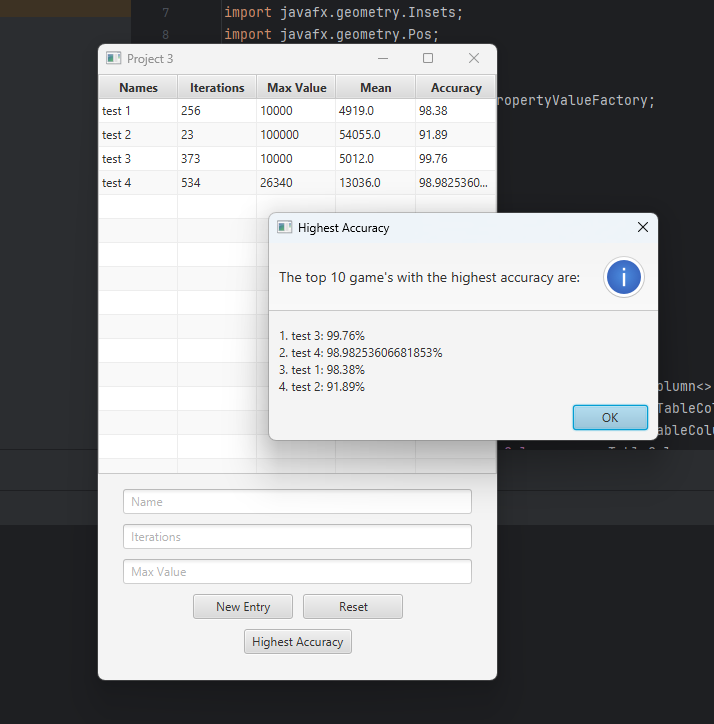 7 import javafx.geometry.Insets;
8 import javafx.geometry.Pos;
Project 3
ropertyValueFactory;
Names Iterations Max Value Mean Accuracy
test 1 256 10000 4919.0 98.38
test 2 23 100000 54055.0 91.89
test 3 373 10000 5012.0 99.76
test 4 534 26340 13036.0 98.9825360...
Highest Accuracy
The top 10 game's with the highest accuracy are:
1. test 3: 99.76%
2. test 4: 98.98253606681853%
3. test 1: 98.38%
4. test 2: 91.89%
OK
olumn<>
TableCol
ableColu
Name
Iterations
Max Value
New Entry Reset
Highest Accuracy